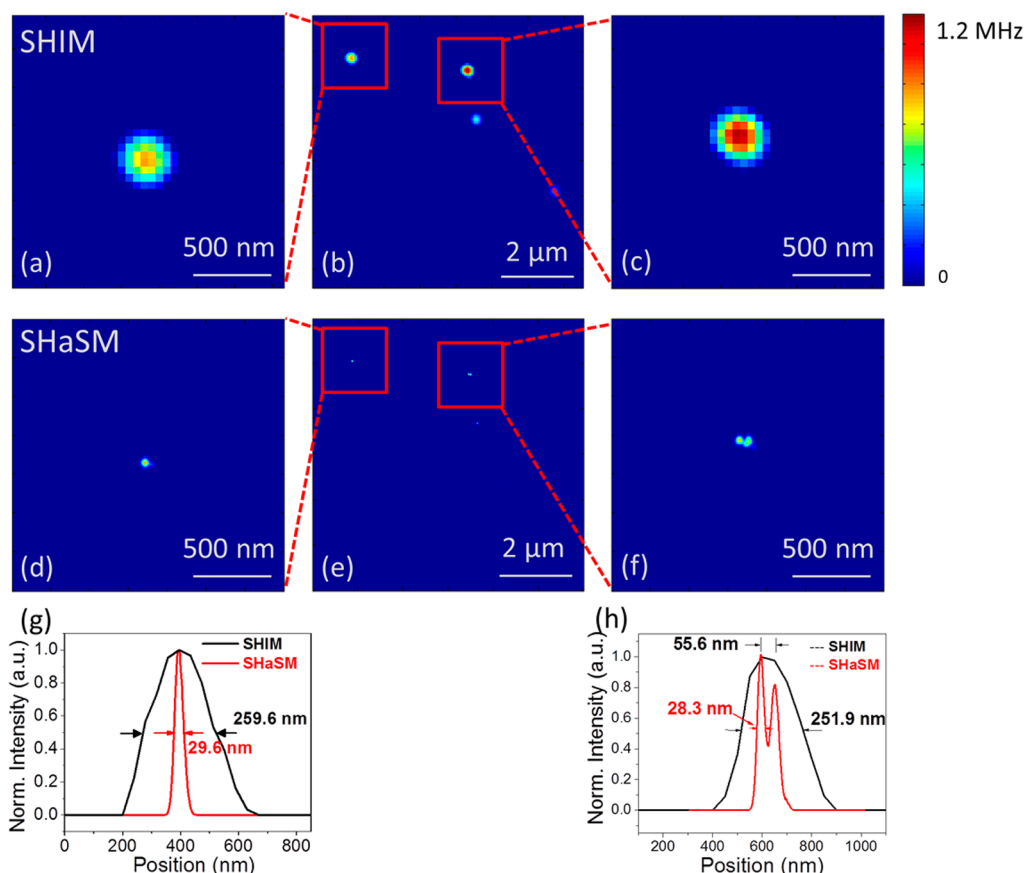 SHIM
1.2 MHz
500 nm
2 μm
500 nm
(a)
(b)
(c)
0
SHaSM
500 nm
2 μm
500 nm
(d)
(e)
(f)
(g)
Norm. Intensity (a.u.)
1.0
0.8
0.6
0.4
0.2
0.0
SHIM
SHaSM
259.6 nm
29.6 nm
0 200 400 600 800
Position (nm)
(h)
Norm. Intensity (a.u.)
1.0
0.8
0.6
0.4
0.2
0.0
55.6 nm
SHIM
SHaSM
28.3 nm
251.9 nm
200 400 600 800 1000
Position (nm)